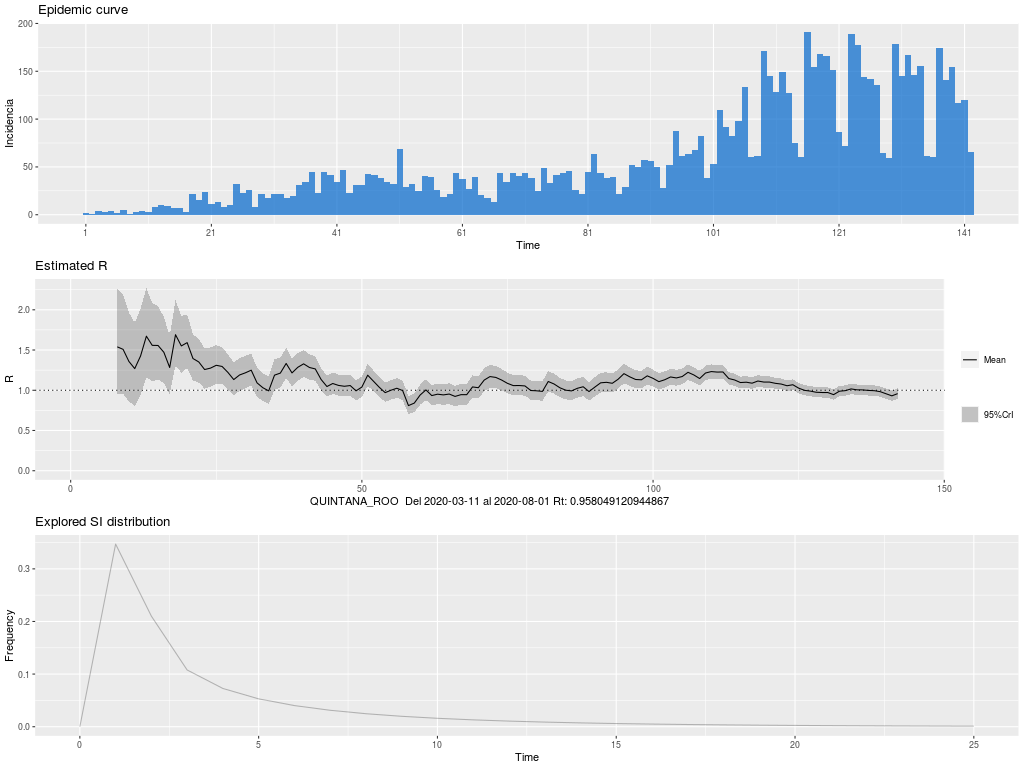 Epidemic curve
200
150
100
50
0
Incidencia
1 21 41 61 81 101 121 141
Time
Estimated R
2.0
1.5
1.0
0.5
0.0
R
Mean
95%CrI
0 50 100 150
QUINTANA_ROO Del 2020-03-11 al 2020-08-01 Rt: 0.958049120944867
Explored SI distribution
0.3
0.2
0.1
0.0
Frequency
0 5 10 15 20 25
Time